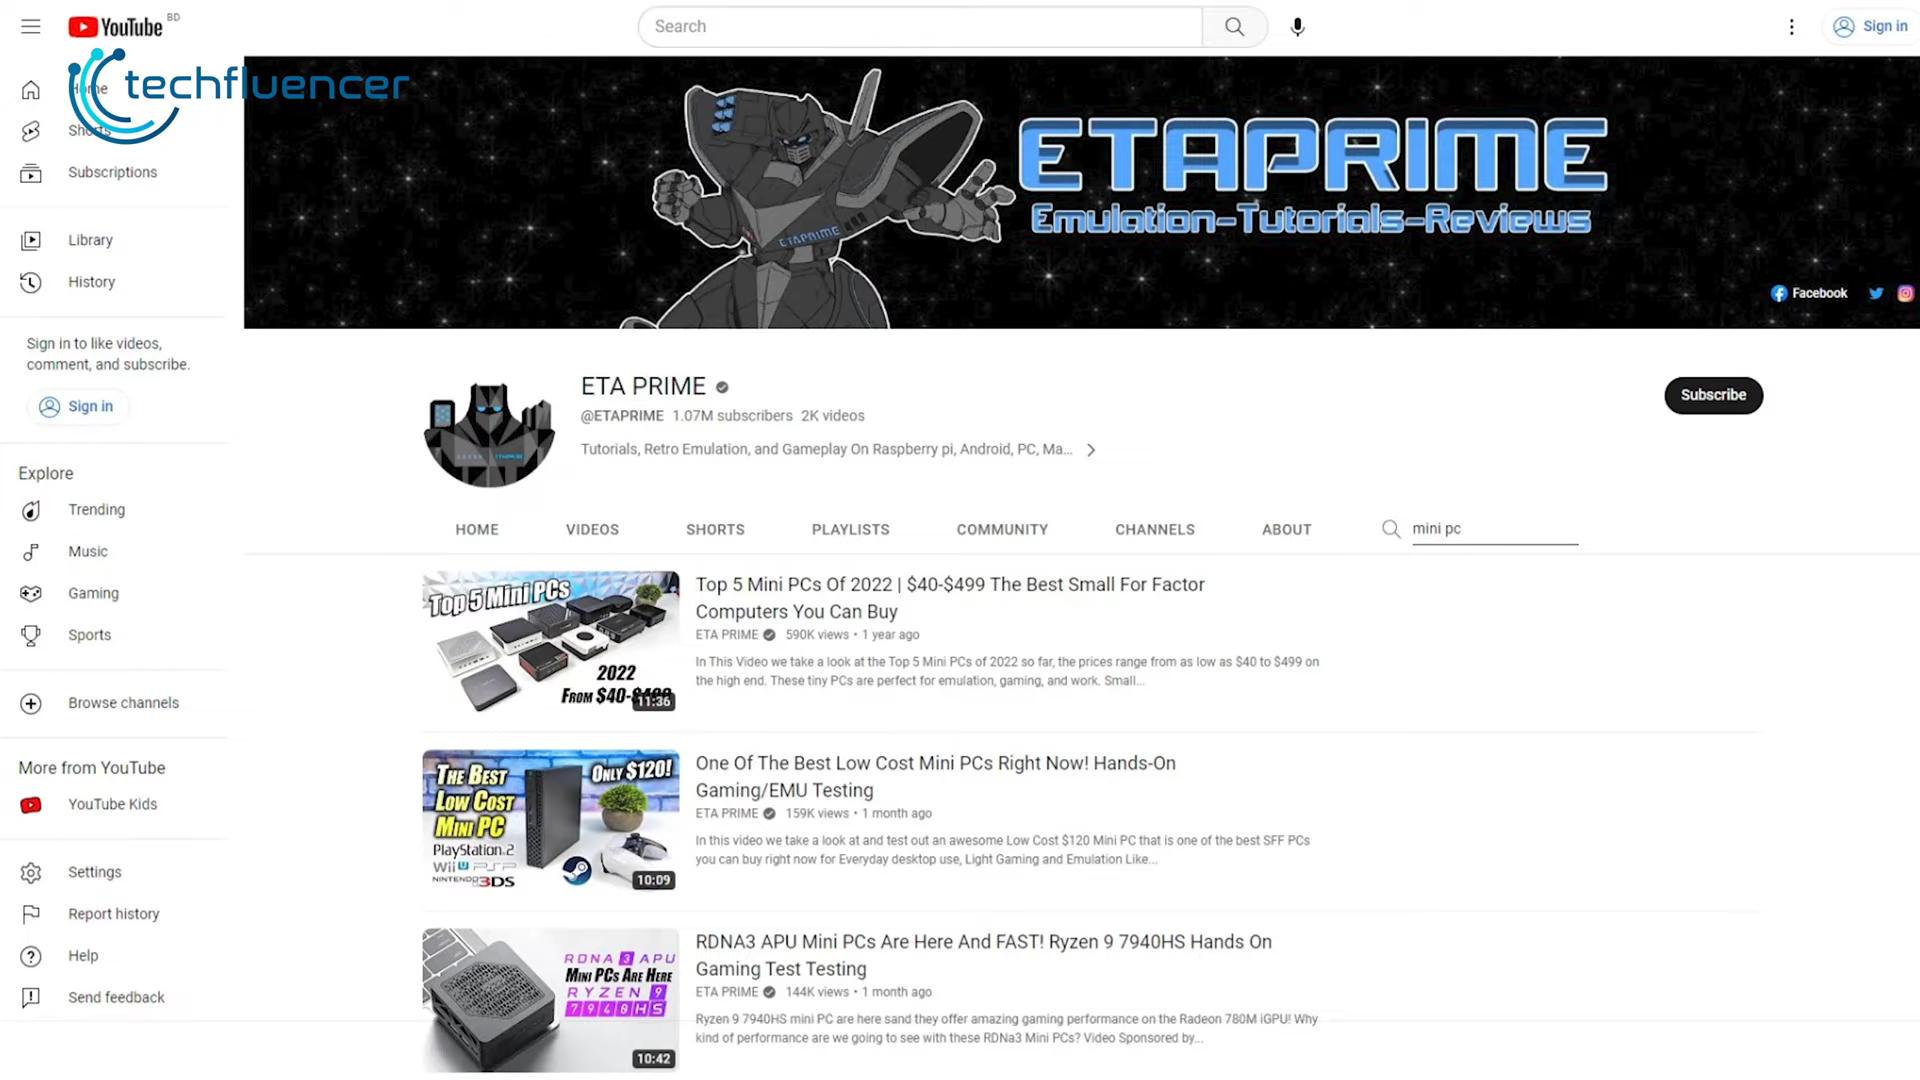 YouTube BD
Search
Sign in
techfluencer
Home
Shorts
Subscriptions
Library
History
Sign in to like videos,
comment, and subscribe.
Sign in
Explore
Trending
Music
Gaming
Sports
Browse channels
More from YouTube
YouTube Kids
Settings
Report history
Help
Send feedback
ETAPRIME
Emulation-Tutorials-Reviews
ETAPRIME
Facebook
ETA PRIME
@ETAPRIME 1.07M subscribers 2K videos
Tutorials, Retro Emulation, and Gameplay On Raspberry pi, Android, PC, Ma...
Subscribe
HOME VIDEOS SHORTS PLAYLISTS COMMUNITY CHANNELS ABOUT mini pc
Top 5 Mini PCs
2022
From $40-$499
11:36
Top 5 Mini PCs Of 2022 | $40-$499 The Best Small For Factor
Computers You Can Buy
ETA PRIME 590K views • 1 year ago
In This Video we take a look at the Top 5 Mini PCs of 2022 so far, the prices range from as low as $40 to $499 on
the high end. These tiny PCs are perfect for emulation, gaming, and work. Small...
The Best
Low Cost
Mini PC
Only $120!
PlayStation.2
Wii U PSP
NINTENDO 3DS
10:09
One Of The Best Low Cost Mini PCs Right Now! Hands-On
Gaming/EMU Testing
ETA PRIME 159K views • 1 month ago
In this video we take a look at and test out an awesome Low Cost $120 Mini PC that is one of the best SFF PCs
you can buy right now for Everyday desktop use, Light Gaming and Emulation Like...
RDNA 3 APU
Mini PCs Are Here
RYZEN 9
7940HS
10:42
RDNA3 APU Mini PCs Are Here And FAST! Ryzen 9 7940HS Hands On
Gaming Test Testing
ETA PRIME 144K views • 1 month ago
Ryzen 9 7940HS mini PC are here sand they offer amazing gaming performance on the Radeon 780M iGPU! Why
kind of performance are we going to see with these RDNa3 Mini PCs? Video Sponsored by...